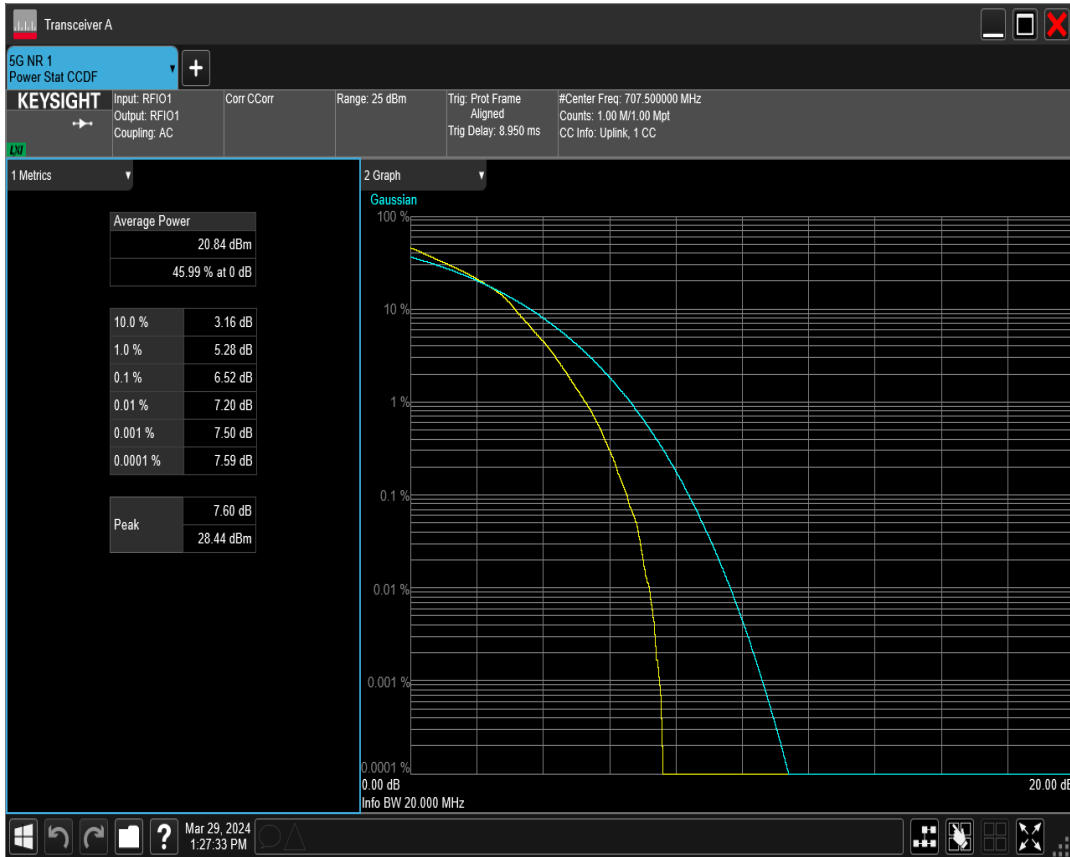 Transceiver A
5G NR 1
Power Stat CCDF
+
KEYSIGHT
LXI
Input: RFIO1
Output: RFIO1
Coupling: AC
Corr CCorr
Range: 25 dBm
Trig: Prot Frame
Aligned
Trig Delay: 8.950 ms
#Center Freq: 707.500000 MHz
Counts: 1.00 M/1.00 Mpt
CC Info: Uplink, 1 CC
1 Metrics
Average Power
20.84 dBm
45.99 % at 0 dB
10.0 % 3.16 dB
1.0 % 5.28 dB
0.1 % 6.52 dB
0.01 % 7.20 dB
0.001 % 7.50 dB
0.0001 % 7.59 dB
Peak
7.60 dB
28.44 dBm
2 Graph
Gaussian
100 %
10 %
1 %
0.1 %
0.01 %
0.001 %
0.0001 %
0.00 dB 20.00 dB
Info BW 20.000 MHz
?
Mar 29, 2024
1:27:33 PM